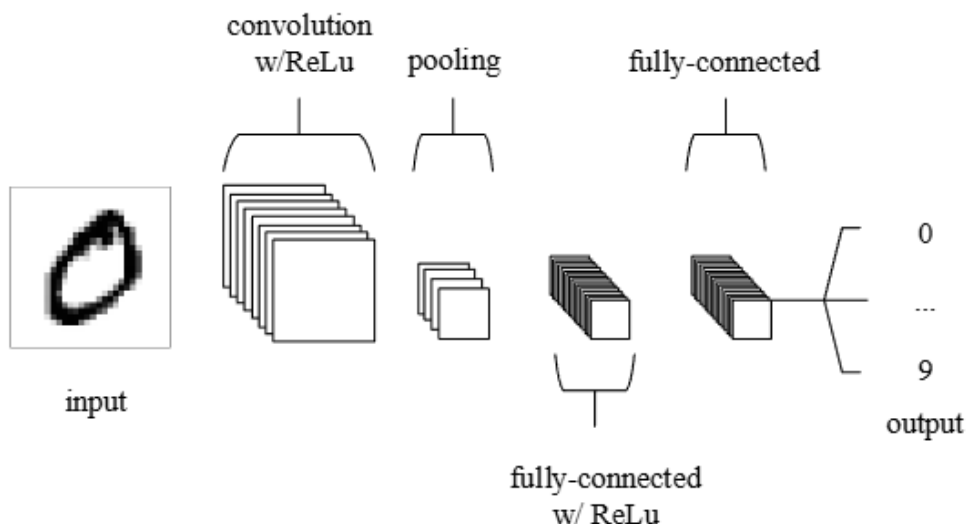 convolution
w/ReLu
pooling
fully-connected
0
...
9
input
output
fully-connected
w/ ReLu